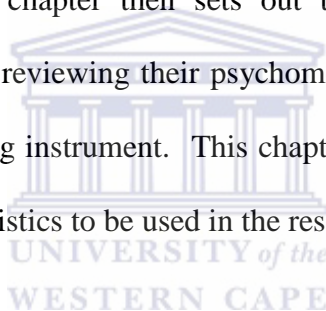 chapter then sets out t
reviewing their psychom
g instrument. This chapt
istics to be used in the res
UNIVERSITY of the
WESTERN CAPE